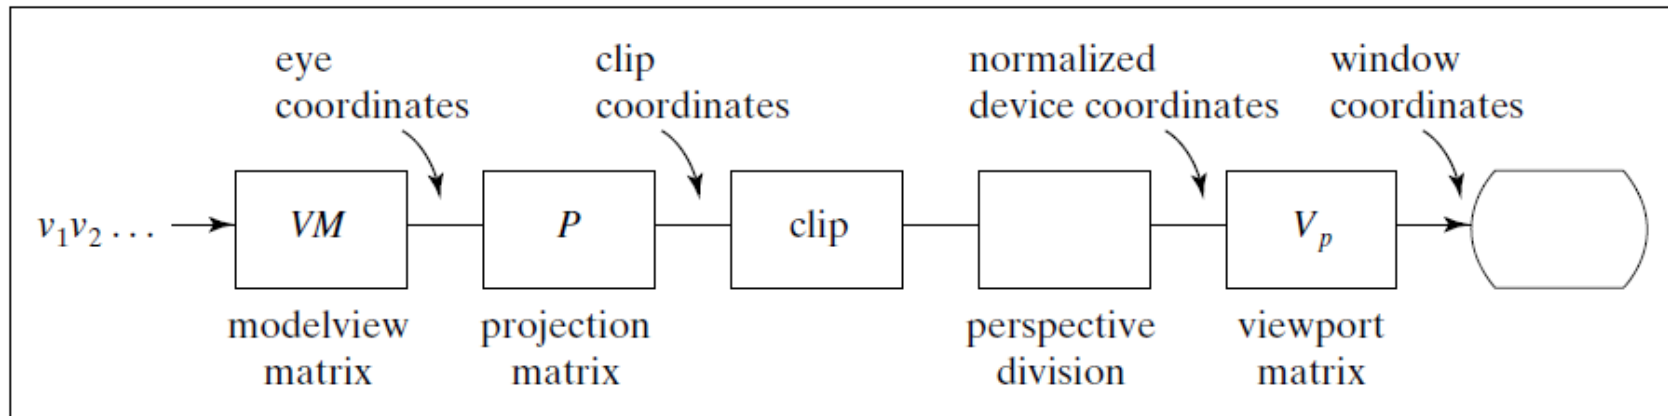 eye
coordinates
clip
coordinates
normalized
device coordinates
window
coordinates
v₁v₂ . . .
VM
P
clip
Vₚ
modelview
matrix
projection
matrix
perspective
division
viewport
matrix